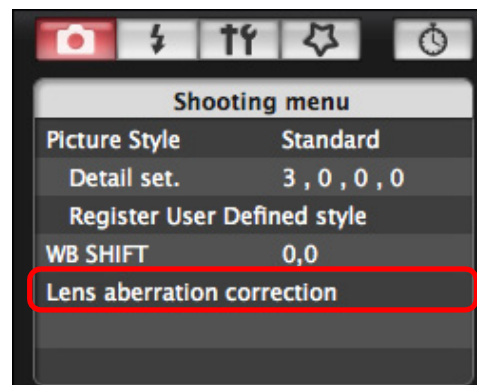 Shooting menu
Picture Style Standard
Detail set. 3 , 0 , 0 , 0
Register User Defined style
WB SHIFT 0,0
Lens aberration correction